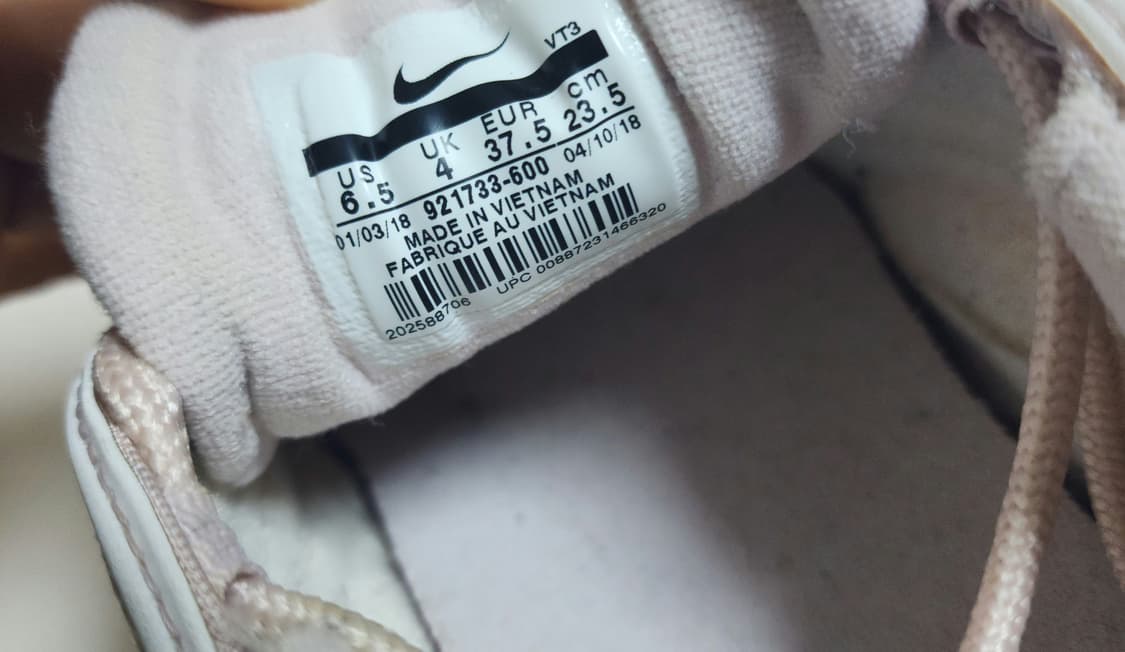 VT3
US UK EUR cm
6.5 4 37.5 23.5
01/03/18 921733-600 04/10/18
MADE IN VIETNAM
FABRIQUE AU VIETNAM
202588706 UPC 00887231466320